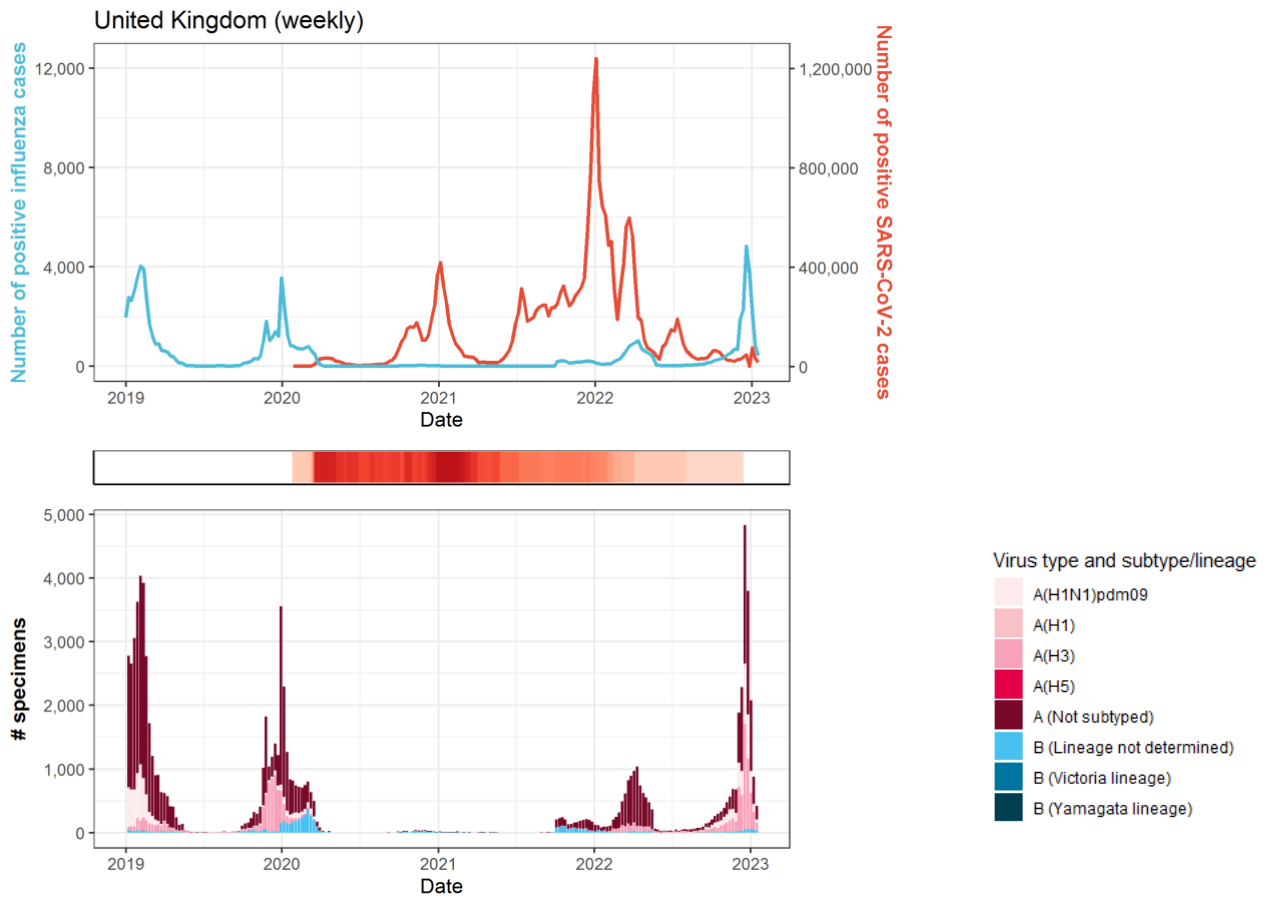 United Kingdom (weekly)
Number of positive influenza cases
12,000
8,000
4,000
0
1,200,000
800,000
400,000
0
Number of positive SARS-CoV-2 cases
2019
2020
2021
2022
2023
Date
# specimens
5,000
4,000
3,000
2,000
1,000
0
2019
2020
2021
2022
2023
Date
Virus type and subtype/lineage
A(H1N1)pdm09
A(H1)
A(H3)
A(H5)
A (Not subtyped)
B (Lineage not determined)
B (Victoria lineage)
B (Yamagata lineage)